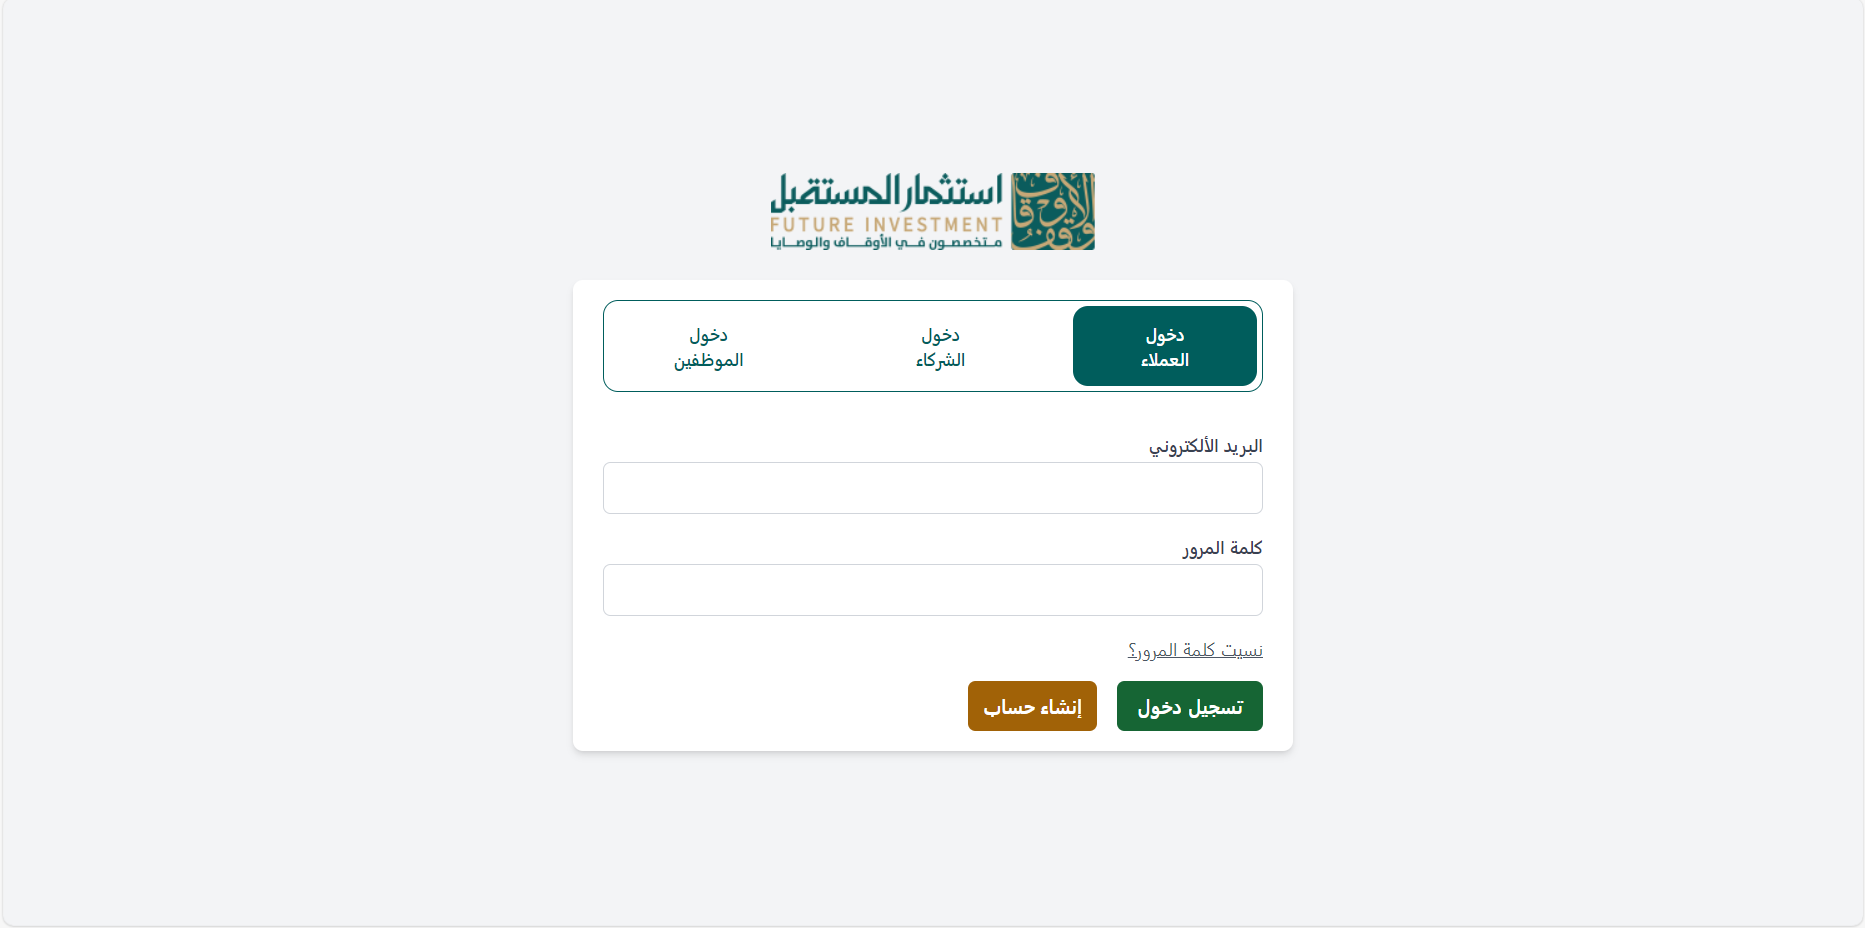 استثمار المستقبل
FUTURE INVESTMENT
متخصصون في الأوقاف والوصايا
دخول
العملاء
دخول
الشركاء
دخول
الموظفين
البريد الألكتروني
كلمة المرور
نسيت كلمة المرور؟
تسجيل دخول
إنشاء حساب